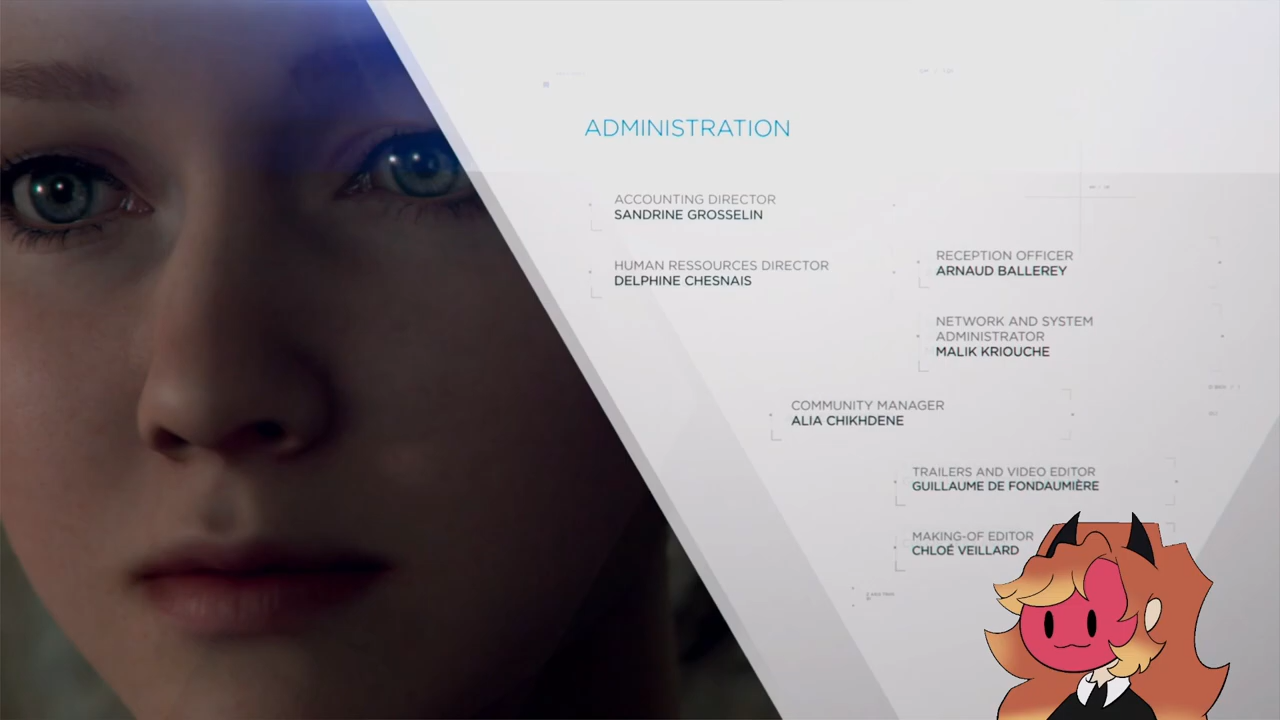 ADMINISTRATION
ACCOUNTING DIRECTOR
SANDRINE GROSSELIN
HUMAN RESSOURCES DIRECTOR
DELPHINE CHESNAIS
RECEPTION OFFICER
ARNAUD BALLEREY
NETWORK AND SYSTEM
ADMINISTRATOR
MALIK KRIOUCHE
COMMUNITY MANAGER
ALIA CHIKHDENE
TRAILERS AND VIDEO EDITOR
GUILLAUME DE FONDAUMIÈRE
MAKING-OF EDITOR
CHLOÉ VEILLARD